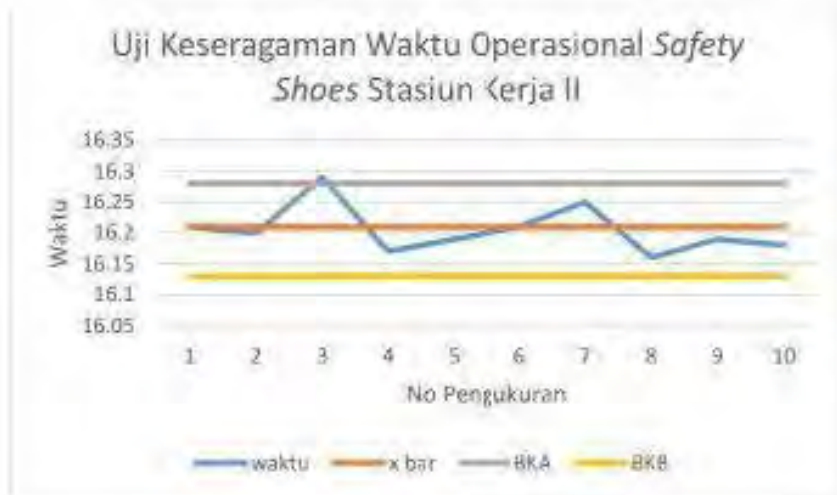 Uji Keseragaman Waktu Operasional Safety
Shoes Stasiun Kerja II
16.35
16.3
16.25
16.2
16.15
16.1
16.05
Waktu
1 2 3 4 5 6 7 8 9 10
No Pengukuran
waktu x bar BKA BKB